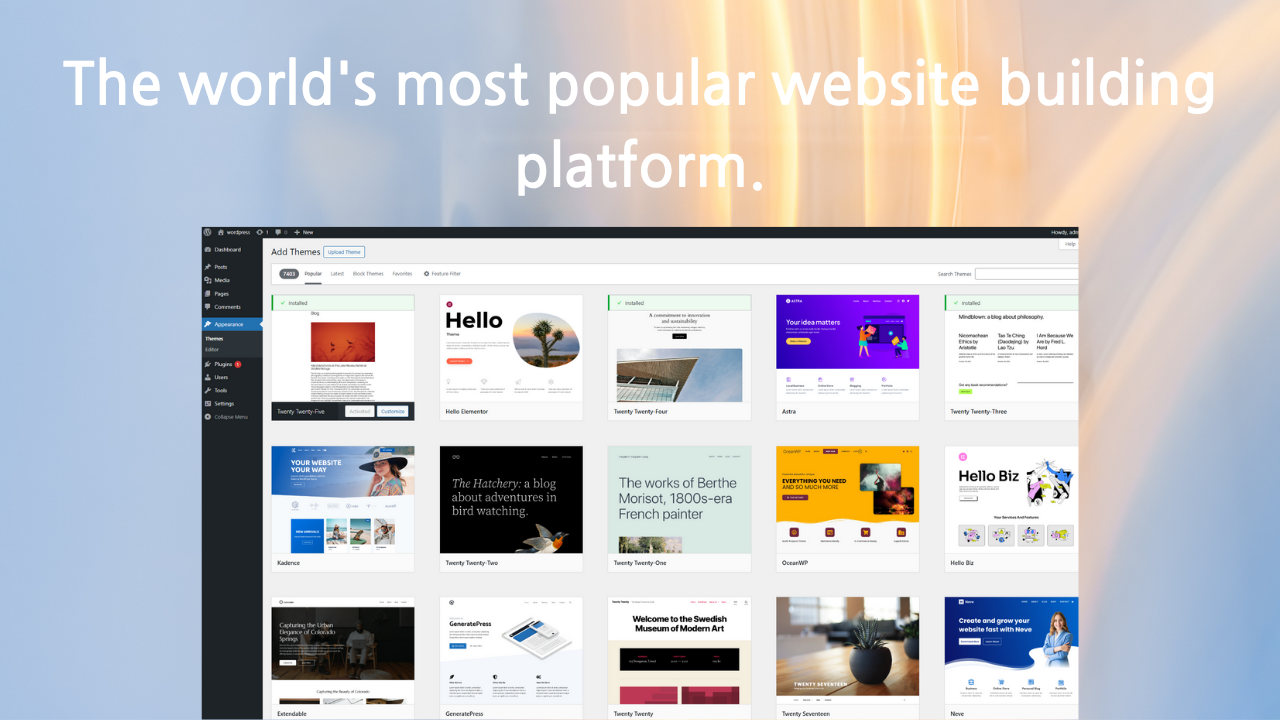 The world's most popular website building
platform.
wordpress 1 New
Howdy, adm
Dashboard
Posts
Media
Pages
Comments
Appearance
Themes
Editor
Plugins 1
Users
Tools
Settings
Collapse Menu
Add Themes Upload Theme
Help
7403 Popular Latest Block Themes Favorites Feature Filter Search Themes
Installed
Blog
Twenty Twenty-Five Activated Customize
Hello
Theme
Hello Elementor
Installed
A commitment to innovation
and sustainability
Twenty Twenty-Four
ASTRA
Your idea matters
Astra
Installed
Mindblown: a blog about philosophy.
Nicomachean
Ethics by
Aristotle
Tao Te Ching
(Daodejing) by
Lao Tzu
I Am Because We
Are by Fred L.
Hord
Got any book recommendations?
Twenty Twenty-Three
YOUR WEBSITE
YOUR WAY
NEW ARRIVALS
Kadence
The Hatchery: a blog
about adventures in
bird watching.
Twenty Twenty-Two
The works of Berthe
Morisot, 1800s-era
French painter
Twenty Twenty-One
OceanWP
EVERYTHING YOU NEED
AND SO MUCH MORE
OceanWP
Hello Biz
Your Services And Features
Hello Biz
Capturing the Urban
Elegance of Colorado
Springs
Capturing the Beauty of Colorado
Extendable
GeneratePress
GeneratePress
Twenty Twenty
Welcome to the Swedish
Museum of Modern Art
Twenty Twenty
TWENTY SEVENTEEN
Twenty Seventeen
Neve
Create and grow your
website fast with Neve
Neve